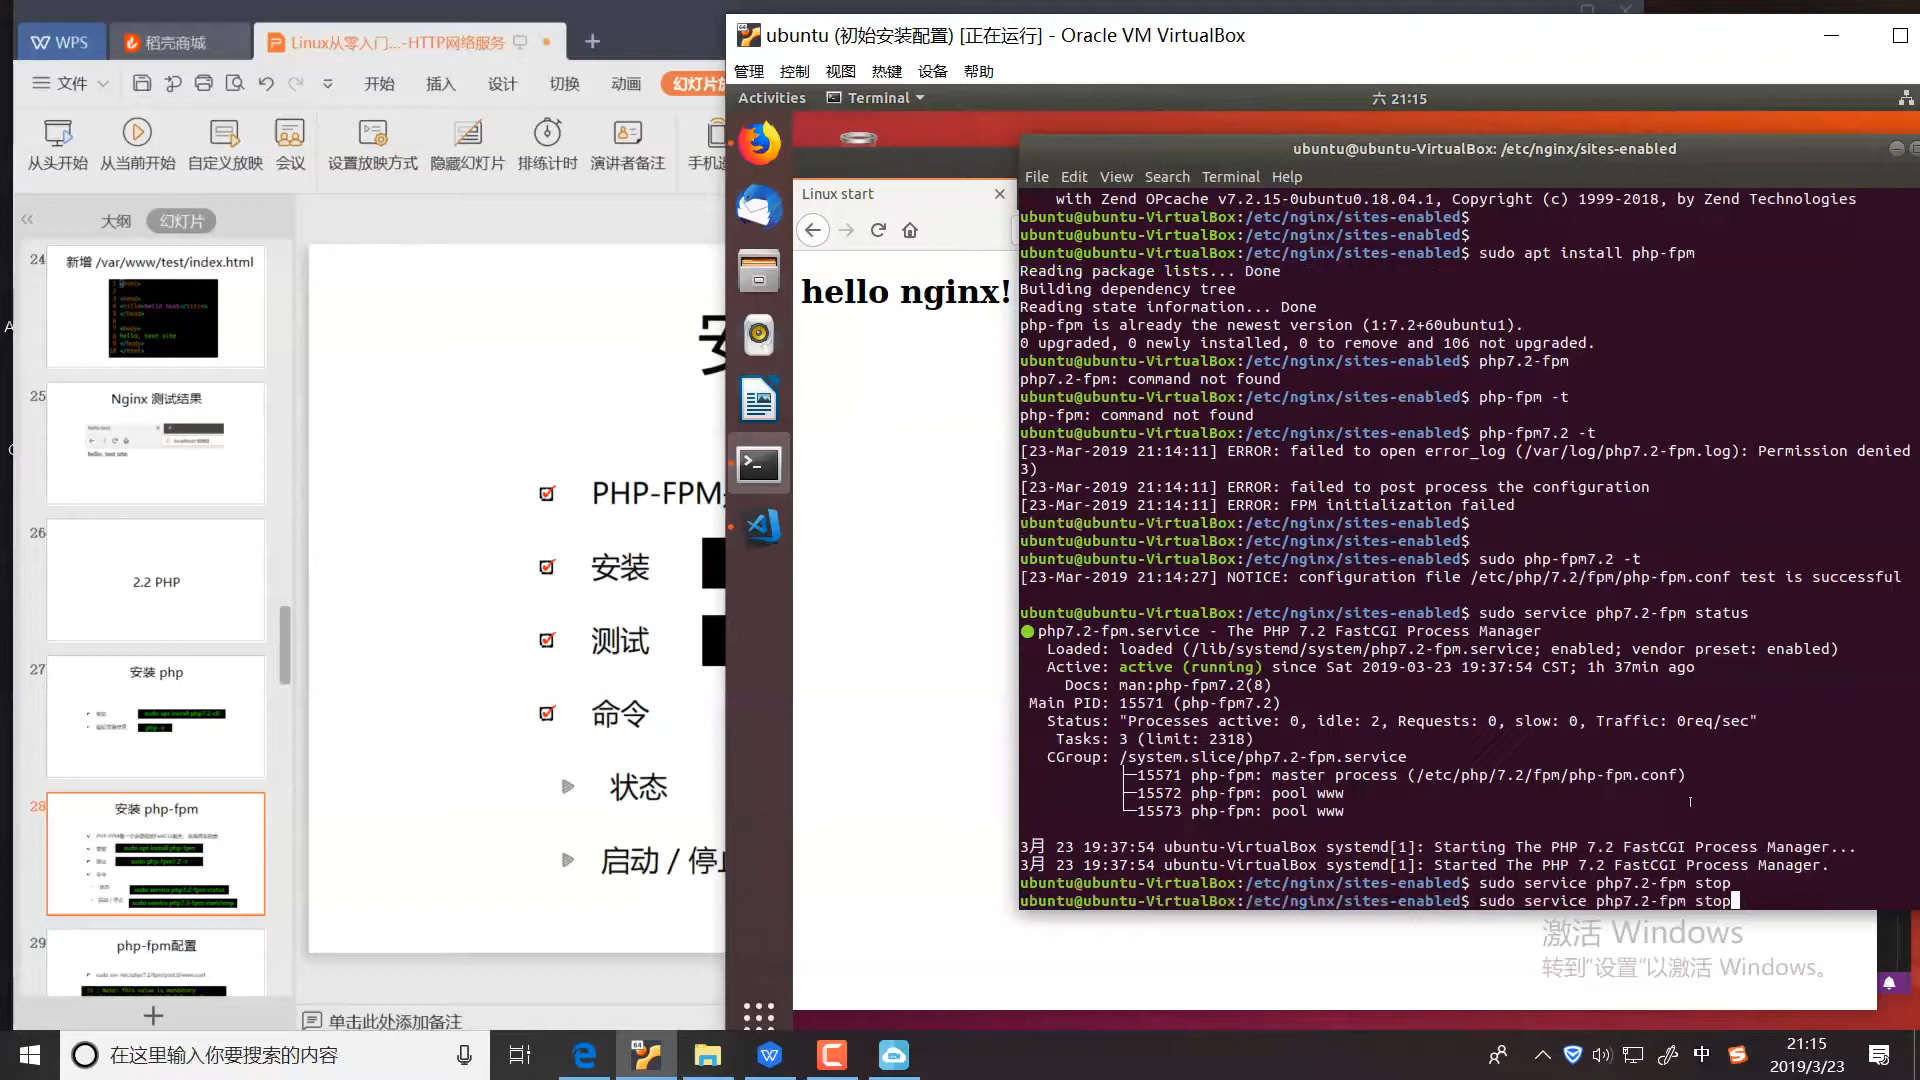 WPS
稻壳商城
Linux从零入门...-HTTP网络服务
文件
开始
插入
设计
切换
动画
幻灯片放
从头开始
从当前开始
自定义放映
会议
设置放映方式
隐藏幻灯片
排练计时
演讲者备注
大纲
幻灯片
24
新增 /var/www/test/index.html
25
Nginx 测试结果
26
2.2 PHP
27
安装 php
sudo apt install php7.2-cli
php -v
28
安装 php-fpm
sudo apt install php-fpm
sudo php-fpm7.2 -t
sudo service php7.2-fpm status
29
php-fpm配置
PHP-FPM
安装
测试
命令
状态
启动 / 停止
单击此处添加备注
ubuntu (初始安装配置) [正在运行] - Oracle VM VirtualBox
管理
控制
视图
热键
设备
帮助
Activities
Terminal
六 21:15
Linux start
hello nginx!
ubuntu@ubuntu-VirtualBox: /etc/nginx/sites-enabled
File Edit View Search Terminal Help
with Zend OPcache v7.2.15-0ubuntu0.18.04.1, Copyright (c) 1999-2018, by Zend Technologies
ubuntu@ubuntu-VirtualBox:/etc/nginx/sites-enabled$
ubuntu@ubuntu-VirtualBox:/etc/nginx/sites-enabled$
ubuntu@ubuntu-VirtualBox:/etc/nginx/sites-enabled$ sudo apt install php-fpm
Reading package lists... Done
Building dependency tree
Reading state information... Done
php-fpm is already the newest version (1:7.2+60ubuntu1).
0 upgraded, 0 newly installed, 0 to remove and 106 not upgraded.
ubuntu@ubuntu-VirtualBox:/etc/nginx/sites-enabled$ php7.2-fpm
php7.2-fpm: command not found
ubuntu@ubuntu-VirtualBox:/etc/nginx/sites-enabled$ php-fpm -t
php-fpm: command not found
ubuntu@ubuntu-VirtualBox:/etc/nginx/sites-enabled$ php-fpm7.2 -t
[23-Mar-2019 21:14:11] ERROR: failed to open error_log (/var/log/php7.2-fpm.log): Permission denied
3)
[23-Mar-2019 21:14:11] ERROR: failed to post process the configuration
[23-Mar-2019 21:14:11] ERROR: FPM initialization failed
ubuntu@ubuntu-VirtualBox:/etc/nginx/sites-enabled$
ubuntu@ubuntu-VirtualBox:/etc/nginx/sites-enabled$
ubuntu@ubuntu-VirtualBox:/etc/nginx/sites-enabled$ sudo php-fpm7.2 -t
[23-Mar-2019 21:14:27] NOTICE: configuration file /etc/php/7.2/fpm/php-fpm.conf test is successful
ubuntu@ubuntu-VirtualBox:/etc/nginx/sites-enabled$ sudo service php7.2-fpm status
php7.2-fpm.service - The PHP 7.2 FastCGI Process Manager
Loaded: loaded (/lib/systemd/system/php7.2-fpm.service; enabled; vendor preset: enabled)
Active: active (running) since Sat 2019-03-23 19:37:54 CST; 1h 37min ago
Docs: man:php-fpm7.2(8)
Main PID: 15571 (php-fpm7.2)
Status: "Processes active: 0, idle: 2, Requests: 0, slow: 0, Traffic: 0req/sec"
Tasks: 3 (limit: 2318)
CGroup: /system.slice/php7.2-fpm.service
├─15571 php-fpm: master process (/etc/php/7.2/fpm/php-fpm.conf)
├─15572 php-fpm: pool www
└─15573 php-fpm: pool www
3月 23 19:37:54 ubuntu-VirtualBox systemd[1]: Starting The PHP 7.2 FastCGI Process Manager...
3月 23 19:37:54 ubuntu-VirtualBox systemd[1]: Started The PHP 7.2 FastCGI Process Manager.
ubuntu@ubuntu-VirtualBox:/etc/nginx/sites-enabled$ sudo service php7.2-fpm stop
ubuntu@ubuntu-VirtualBox:/etc/nginx/sites-enabled$ sudo service php7.2-fpm stop
激活 Windows
转到"设置"以激活 Windows。
在这里输入你要搜索的内容
中
21:15
2019/3/23